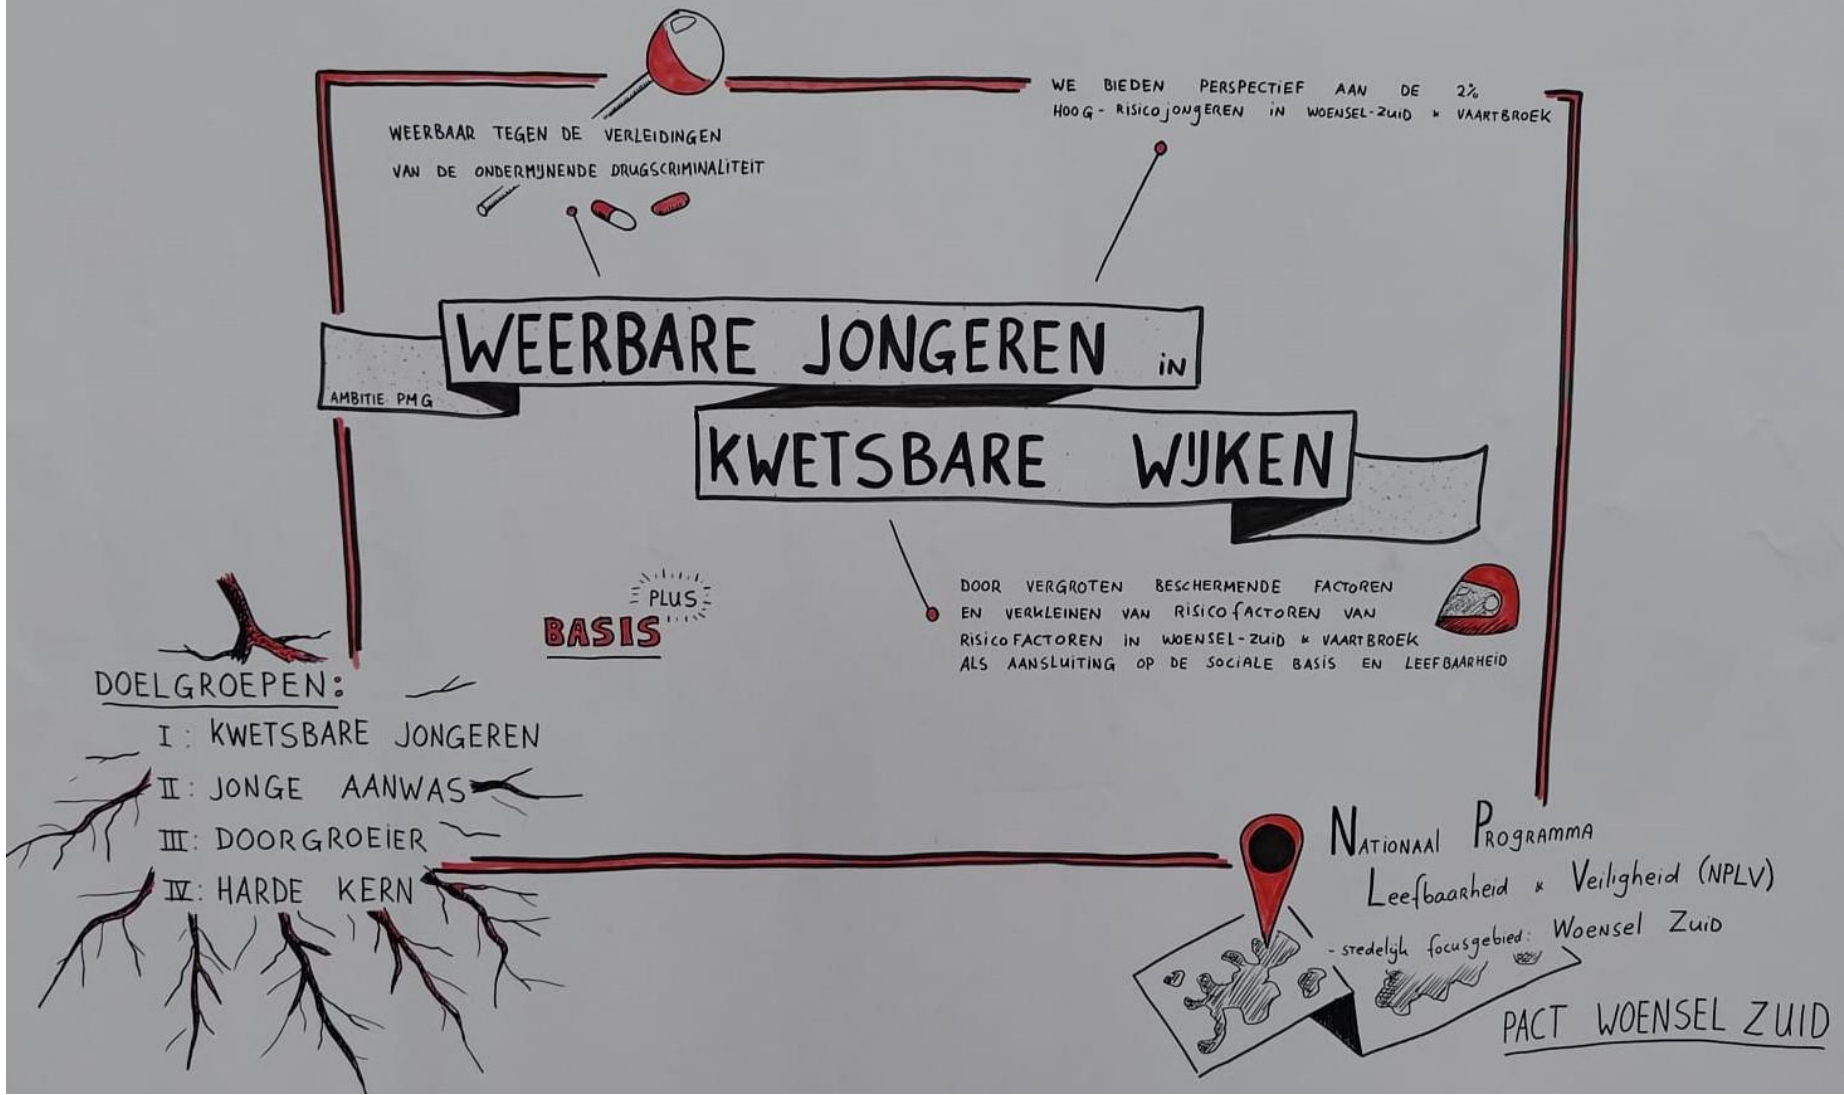 WEERBAAR TEGEN DE VERLEIDINGEN
VAN DE ONDERMIJNENDE DRUGSCRIMINALITEIT
WE BIEDEN PERSPECTIEF AAN DE 2%
HOOG-RISICOJONGEREN IN WOENSEL-ZUID & VAARTBROEK
WEERBARE JONGEREN IN
AMBITIE PMG
KWETSBARE WIJKEN
PLUS
BASIS
DOOR VERGROTEN BESCHERMENDE FACTOREN
EN VERKLEINEN VAN RISICOFACTOREN VAN
RISICOFACTOREN IN WOENSEL-ZUID & VAARTBROEK
ALS AANSLUITING OP DE SOCIALE BASIS EN LEEFBAARHEID
DOELGROEPEN:
I: KWETSBARE JONGEREN
II: JONGE AANWAS
III: DOORGROEIER
IV: HARDE KERN
NATIONAAL PROGRAMMA
Leefbaarheid & Veiligheid (NPLV)
- stedelijk focusgebied: WOENSEL ZUID
PACT WOENSEL ZUID